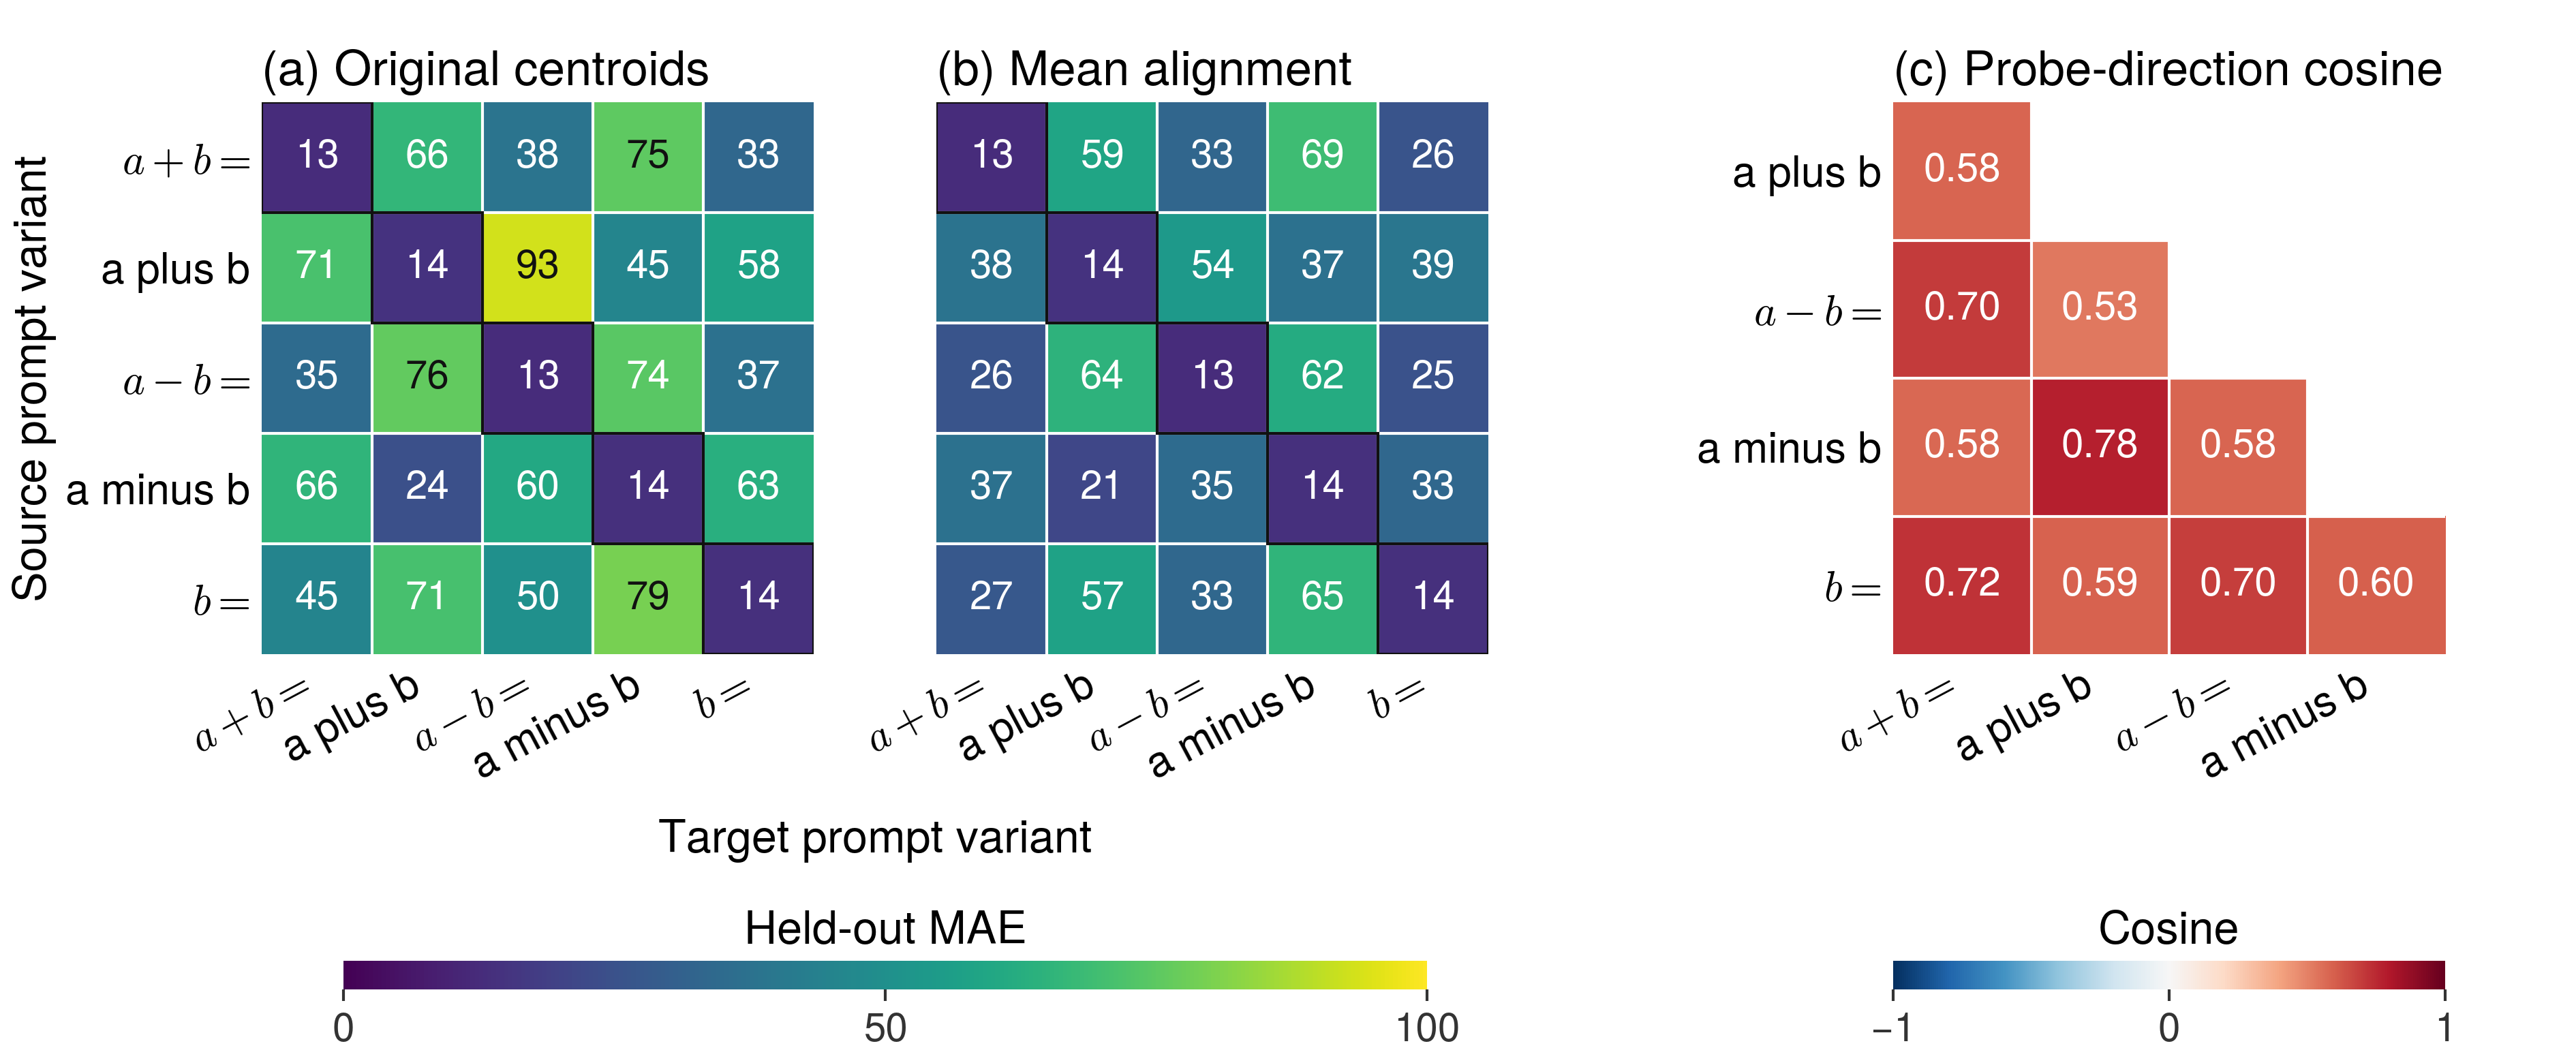 (a) Original centroids
(b) Mean alignment
(c) Probe-direction cosine
Source prompt variant
a + b = 13 66 38 75 33
a plus b 71 14 93 45 58
a − b = 35 76 13 74 37
a minus b 66 24 60 14 63
b = 45 71 50 79 14
a + b = a plus b a − b = a minus b b =
13 59 33 69 26
38 14 54 37 39
26 64 13 62 25
37 21 35 14 33
27 57 33 65 14
a + b = a plus b a − b = a minus b b =
Target prompt variant
a plus b 0.58
a − b = 0.70 0.53
a minus b 0.58 0.78 0.58
b = 0.72 0.59 0.70 0.60
a + b = a plus b a − b = a minus b
Held-out MAE
0 50 100
Cosine
−1 0 1